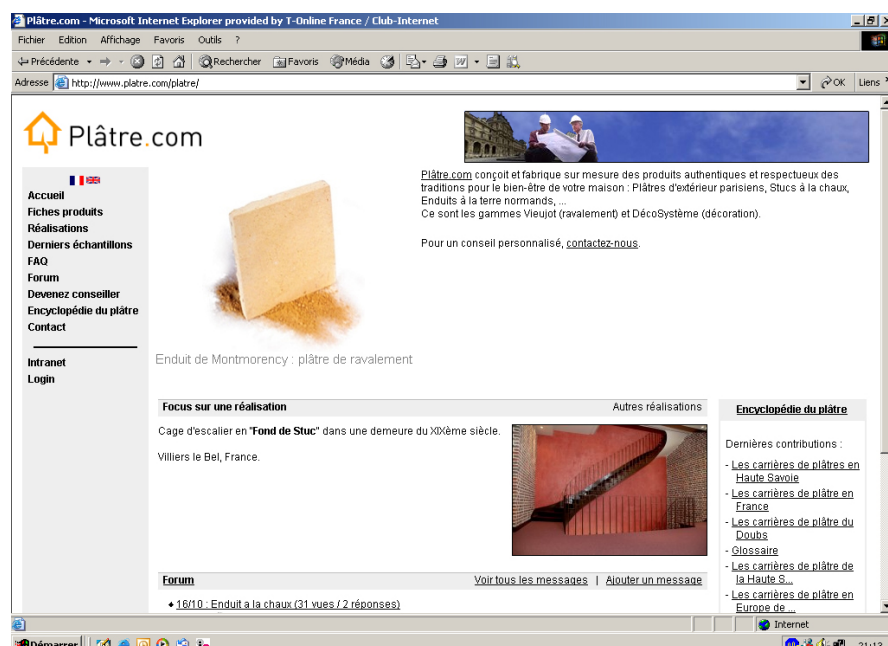 Plâtre.com - Microsoft Internet Explorer provided by T-Online France / Club-Internet
Fichier Edition Affichage Favoris Outils ?
Précédente Rechercher Favoris Média
Adresse http://www.platre.com/platre/ OK Liens
Plâtre.com
Accueil
Fiches produits
Réalisations
Derniers échantillons
FAQ
Forum
Devenez conseiller
Encyclopédie du plâtre
Contact
Intranet
Login
Enduit de Montmorency : plâtre de ravalement
Plâtre.com conçoit et fabrique sur mesure des produits authentiques et respectueux des
traditions pour le bien-être de votre maison : Plâtres d'extérieur parisiens, Stucs à la chaux,
Enduits à la terre normands, ...
Ce sont les gammes Vieujot (ravalement) et DécoSystème (décoration).
Pour un conseil personnalisé, contactez-nous.
Focus sur une réalisation Autres réalisations
Cage d'escalier en "Fond de Stuc" dans une demeure du XIXème siècle.
Villiers le Bel, France.
Forum Voir tous les messages | Ajouter un message
16/10 : Enduit a la chaux (31 vues / 2 réponses)
Encyclopédie du plâtre
Dernières contributions :
- Les carrières de plâtres en
Haute Savoie
- Les carrières de plâtre en
France
- Les carrières de plâtre du
Doubs
- Glossaire
- Les carrières de plâtre de
la Haute S...
- Les carrières de plâtre en
Europe de ...
Internet
Démarrer 21:13